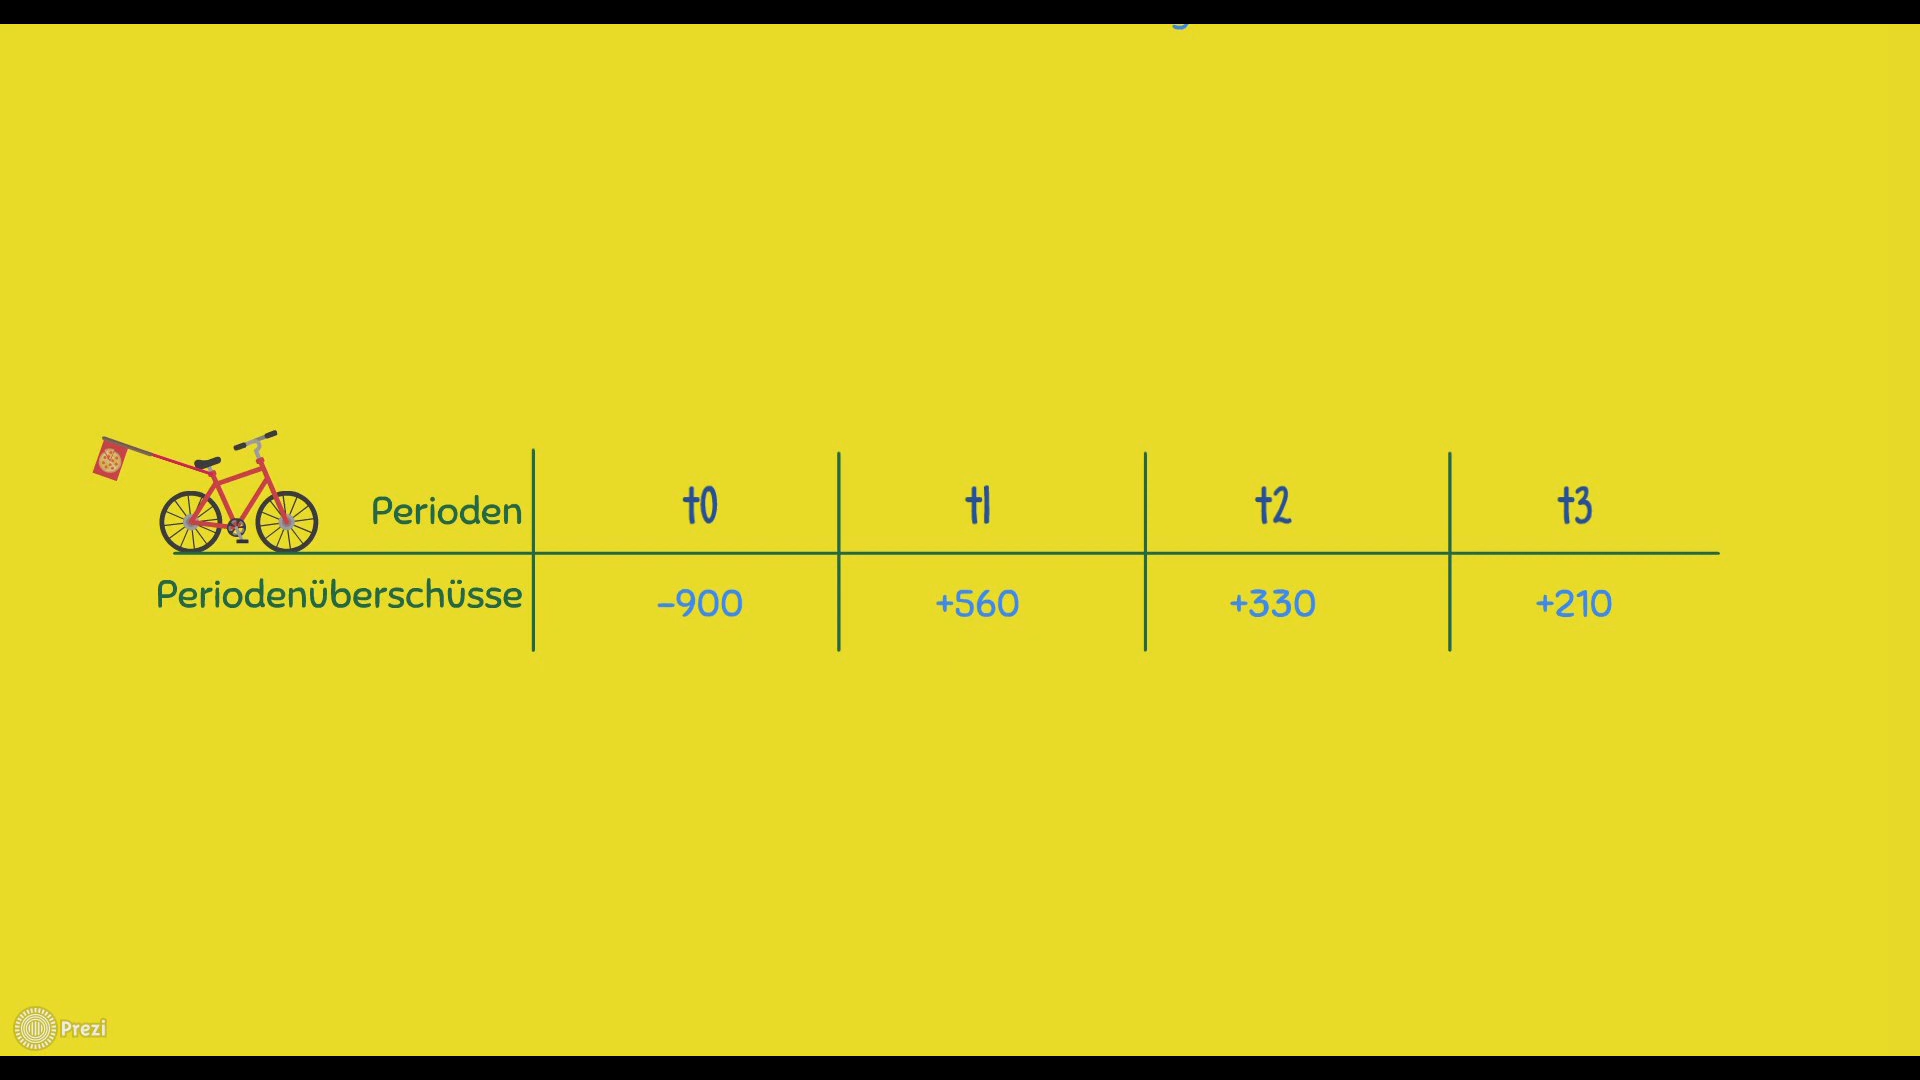 Perioden t0 t1 t2 t3
Periodenüberschüsse -900 +560 +330 +210
Prezi